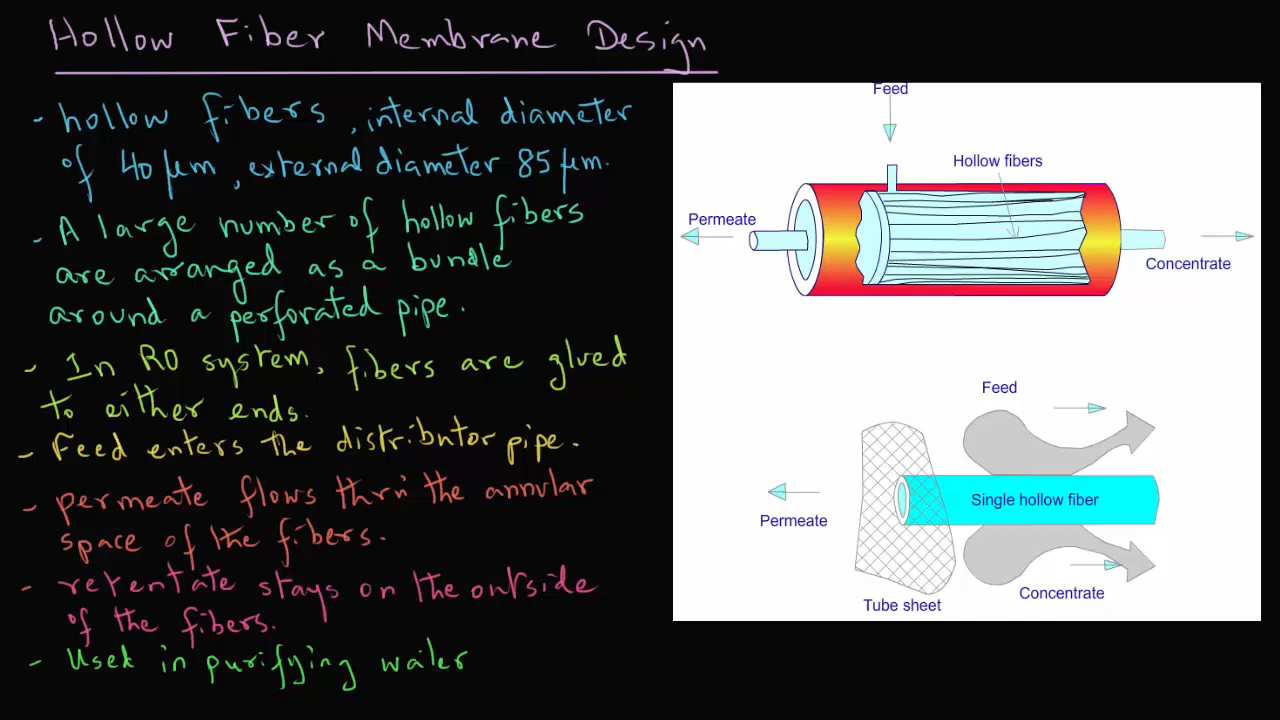 Hollow Fiber Membrane Design
- hollow fibers, internal diameter
of 40 μm, external diameter 85 μm.
- A large number of hollow fibers
are arranged as a bundle
around a perforated pipe.
- In RO system, fibers are glued
to either ends.
- Feed enters the distributor pipe.
- permeate flows thru the annular
space of the fibers.
- retentate stays on the outside
of the fibers.
- Used in purifying water
Feed
Hollow fibers
Permeate
Concentrate
Feed
Single hollow fiber
Permeate
Concentrate
Tube sheet